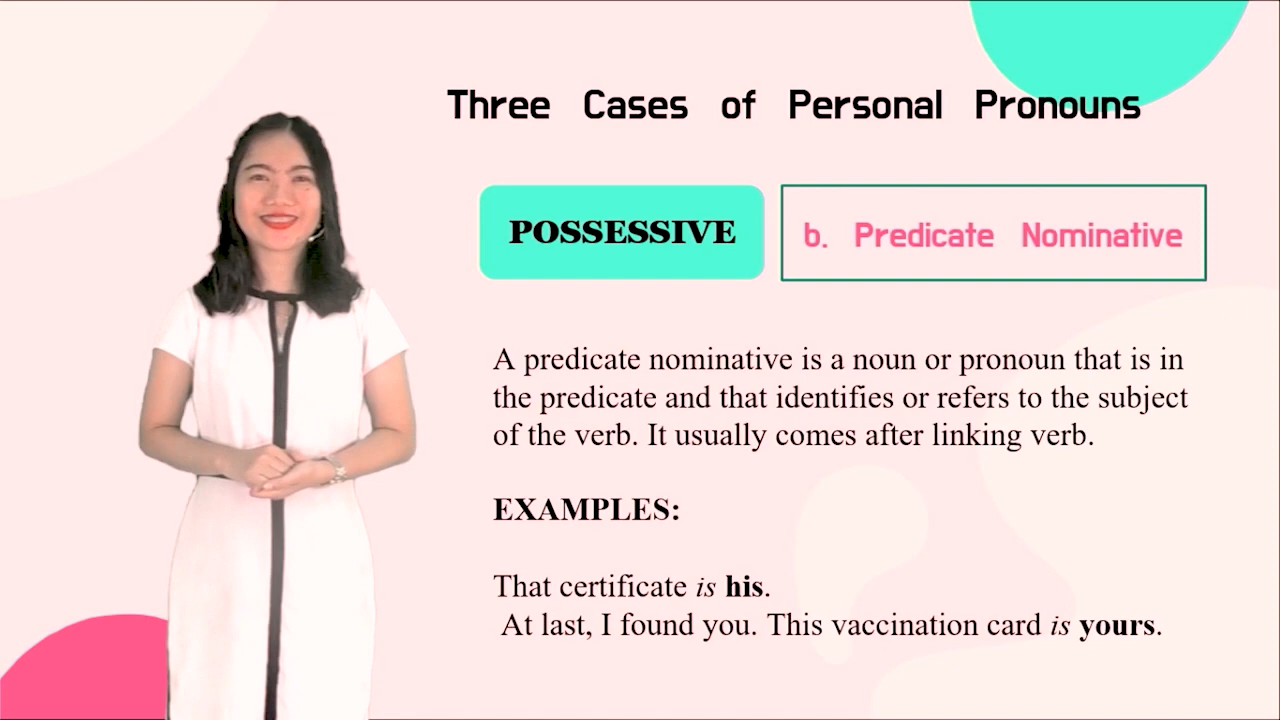 Three Cases of Personal Pronouns
POSSESSIVE
b. Predicate Nominative
A predicate nominative is a noun or pronoun that is in
the predicate and that identifies or refers to the subject
of the verb. It usually comes after linking verb.
EXAMPLES:
That certificate is his.
At last, I found you. This vaccination card is yours.